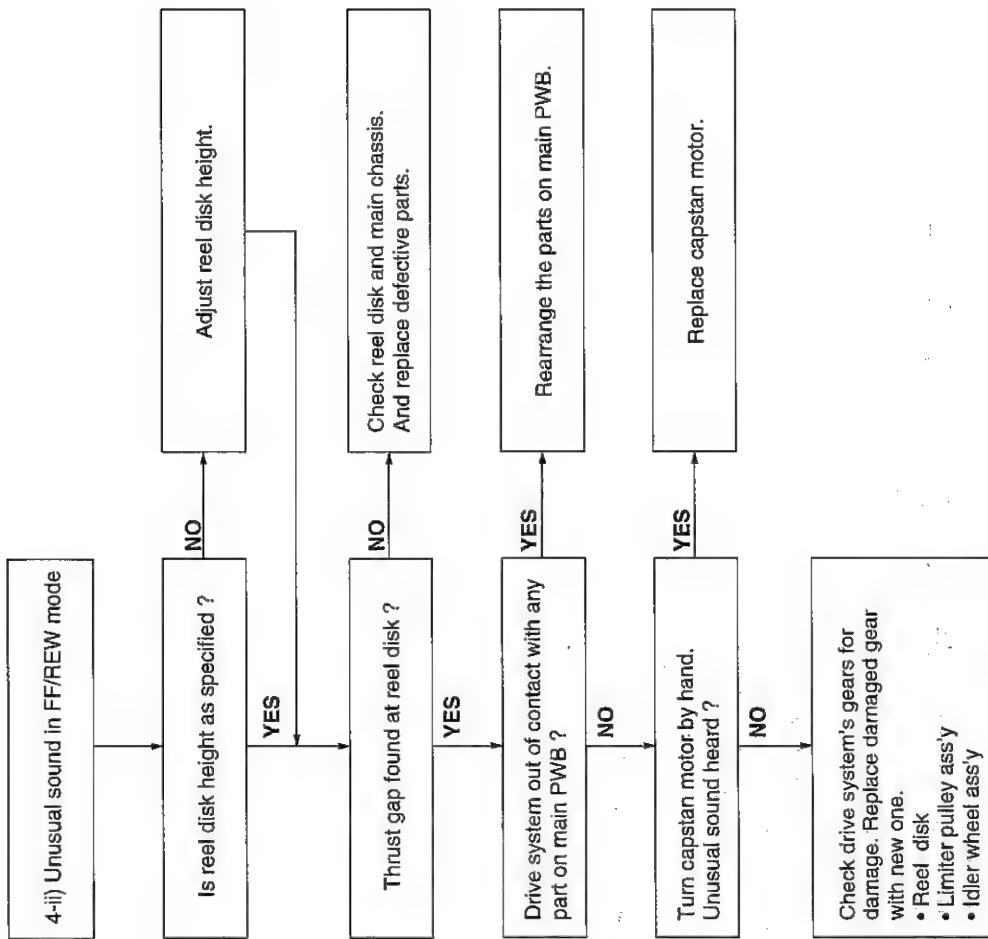 4-ii) Unusual sound in FF/REW mode
Is reel disk height as specified ?
NO
Adjust reel disk height.
YES
Thrust gap found at reel disk ?
NO
Check reel disk and main chassis.
And replace defective parts.
YES
Drive system out of contact with any
part on main PWB ?
YES
Rearrange the parts on main PWB.
NO
Turn capstan motor by hand.
Unusual sound heard ?
YES
Replace capstan motor.
NO
Check drive system's gears for
damage. Replace damaged gear
with new one.
• Reel disk
• Limiter pulley ass'y
• Idler wheel ass'y